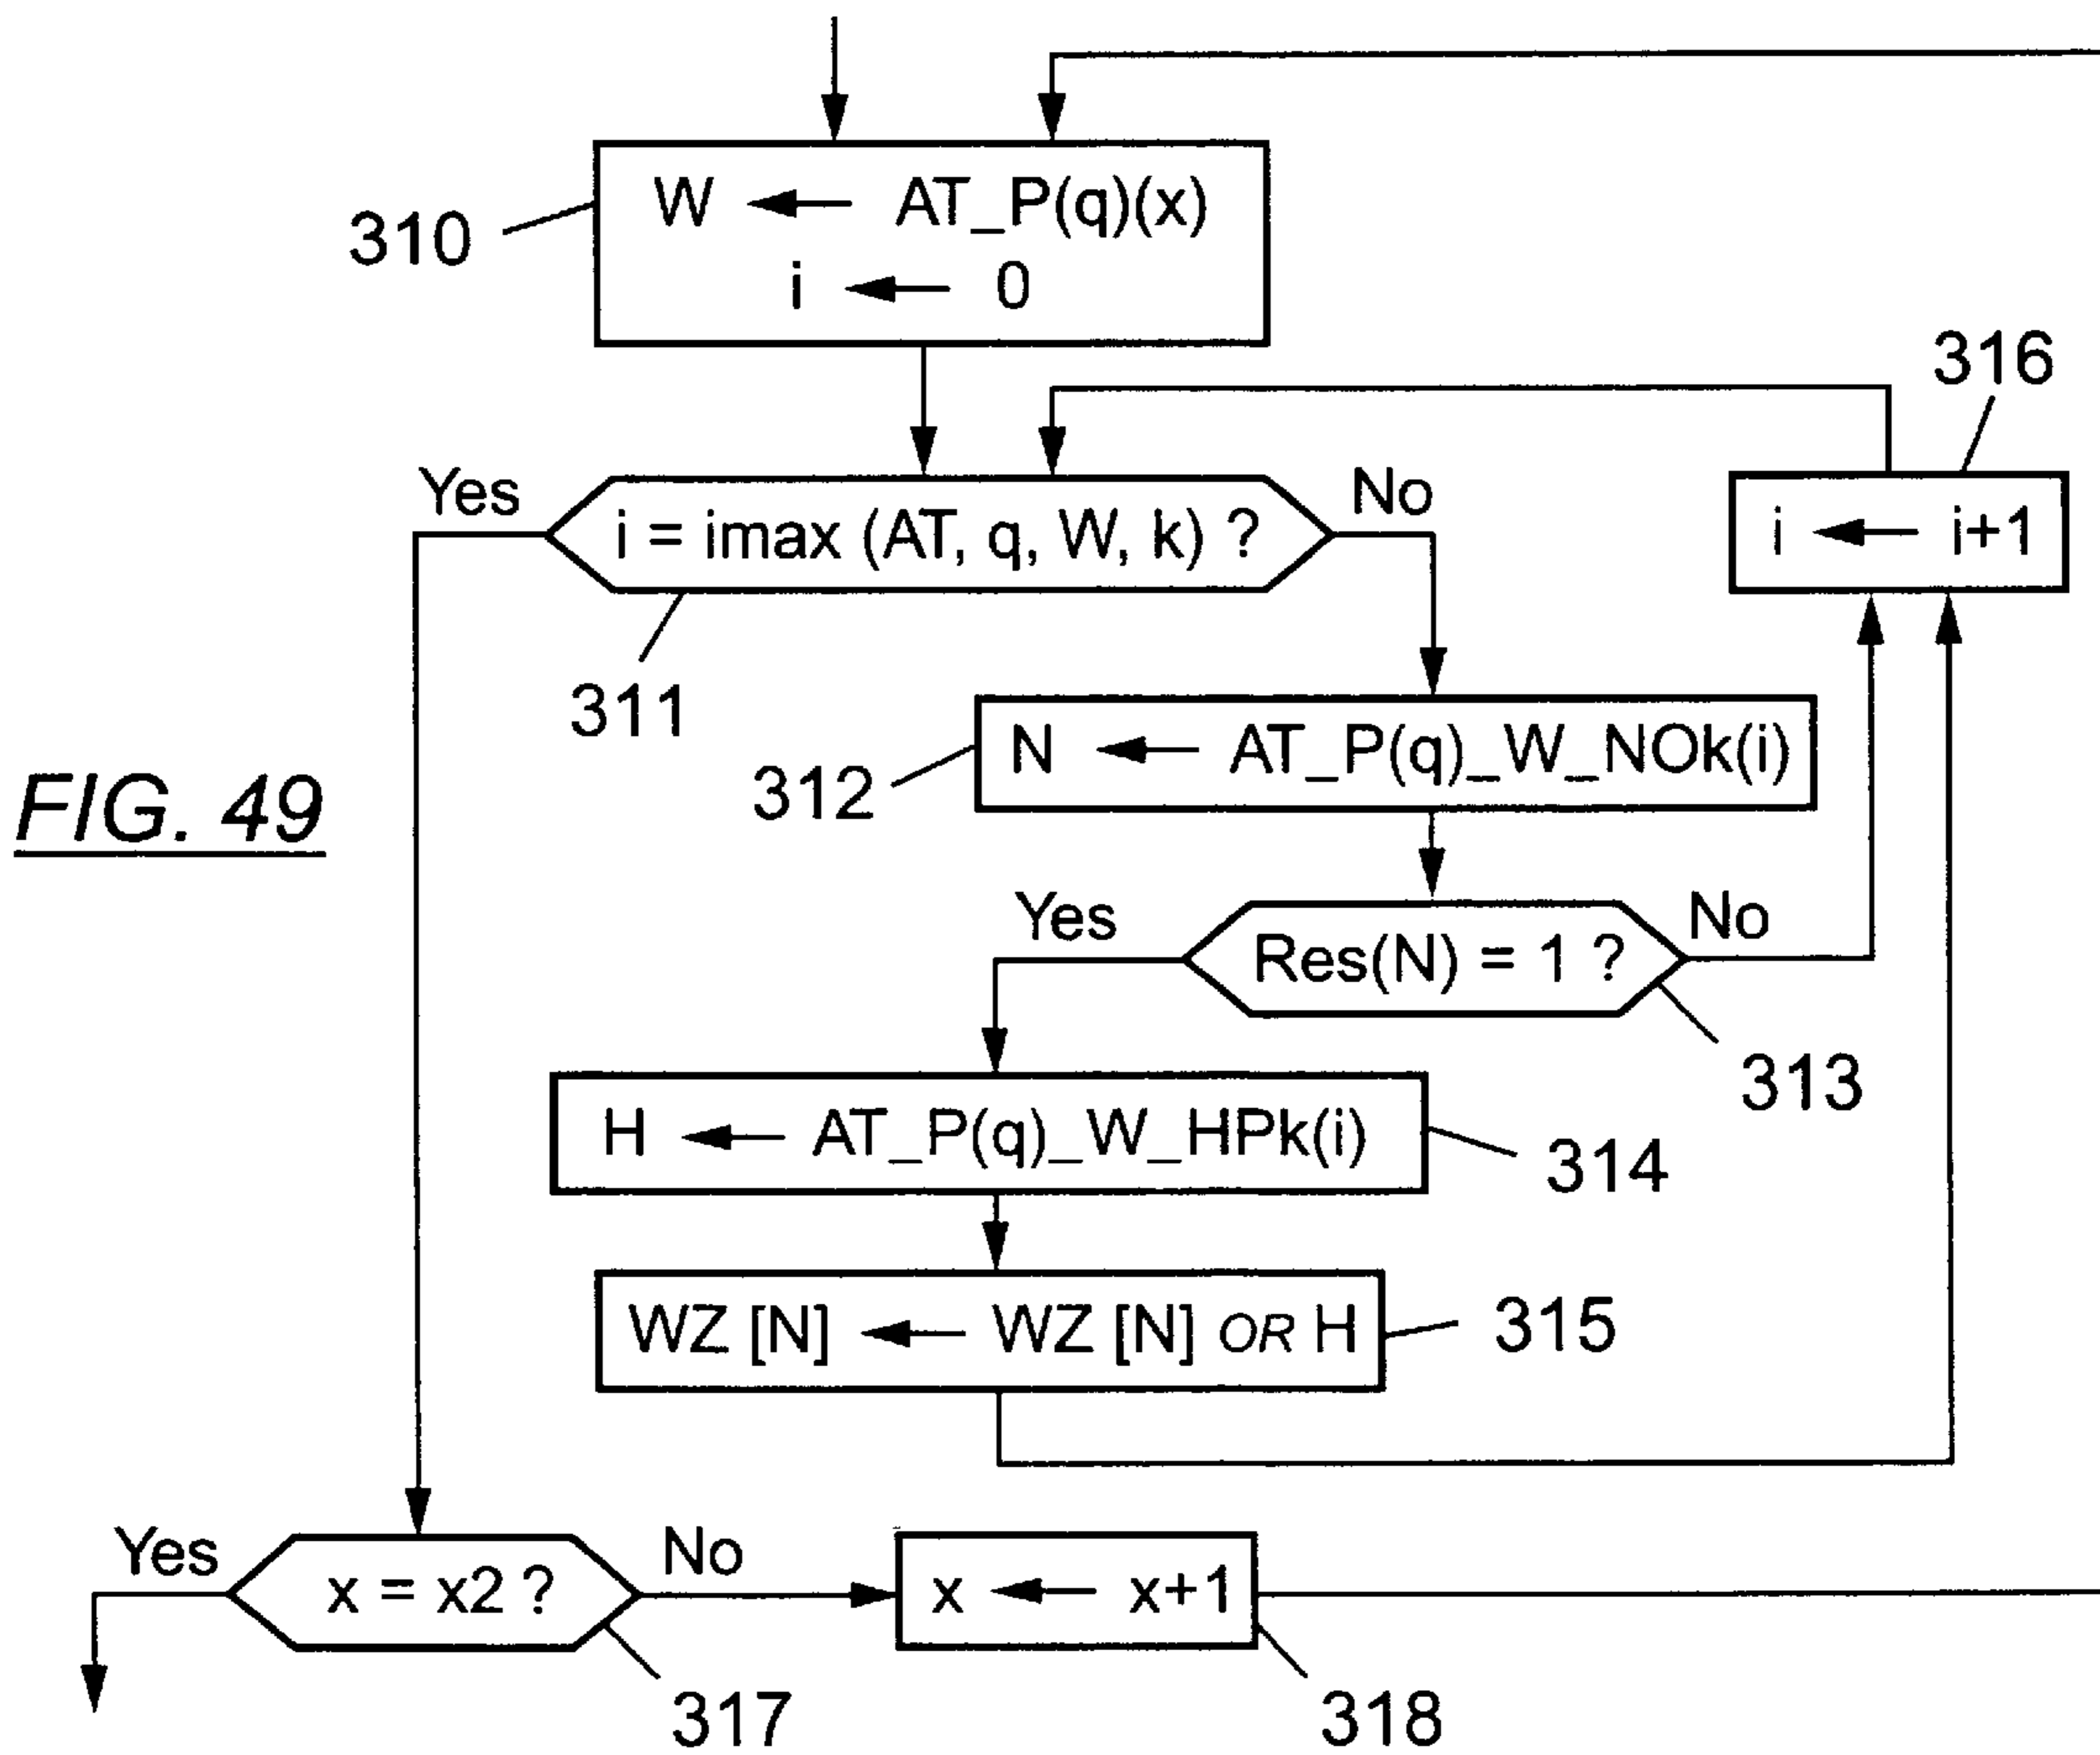 W ← AT_P(q)(x)
i ← 0
310
316
Yes
No
i = imax (AT, q, W, k) ?
i ← i+1
311
N ← AT_P(q)_W_NOk(i)
312
FIG. 49
Yes
No
Res(N) = 1 ?
313
H ← AT_P(q)_W_HPk(i)
314
WZ [N] ← WZ [N] OR H
315
Yes
No
x = x2 ?
x ← x+1
317
318